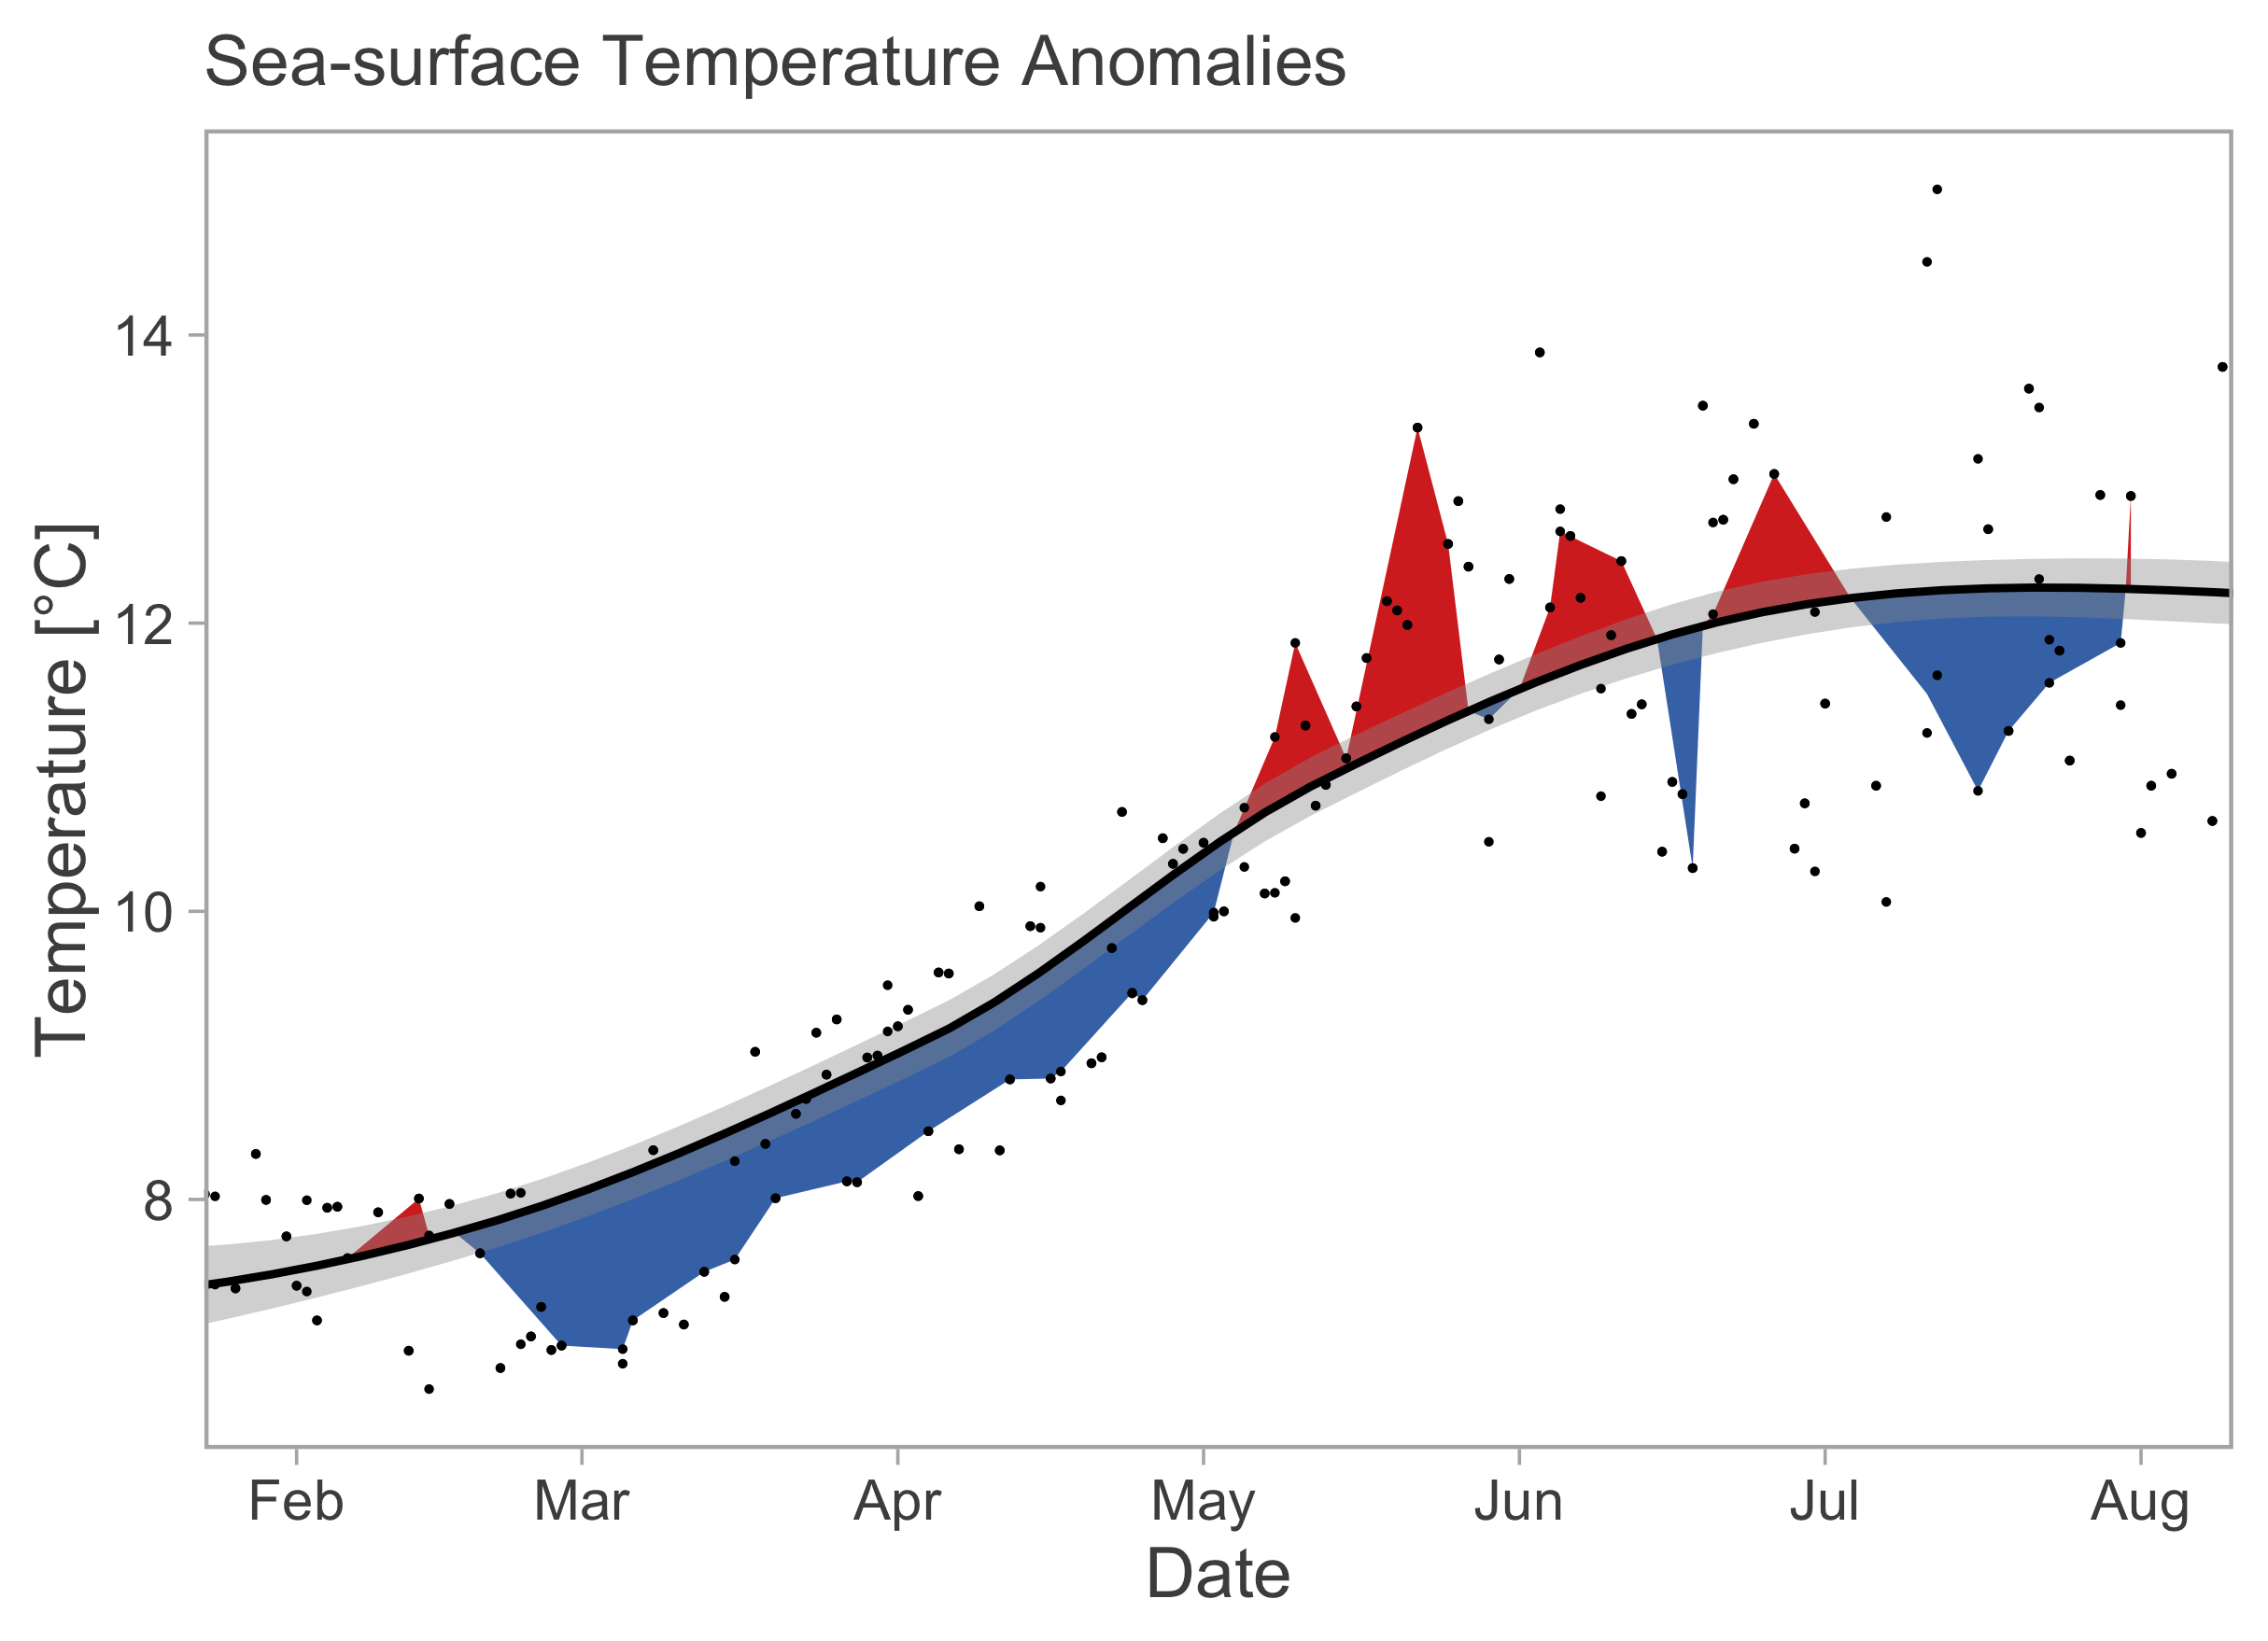 Sea-surface Temperature Anomalies
Temperature [°C]
14
12
10
8
Feb Mar Apr May Jun Jul Aug
Date